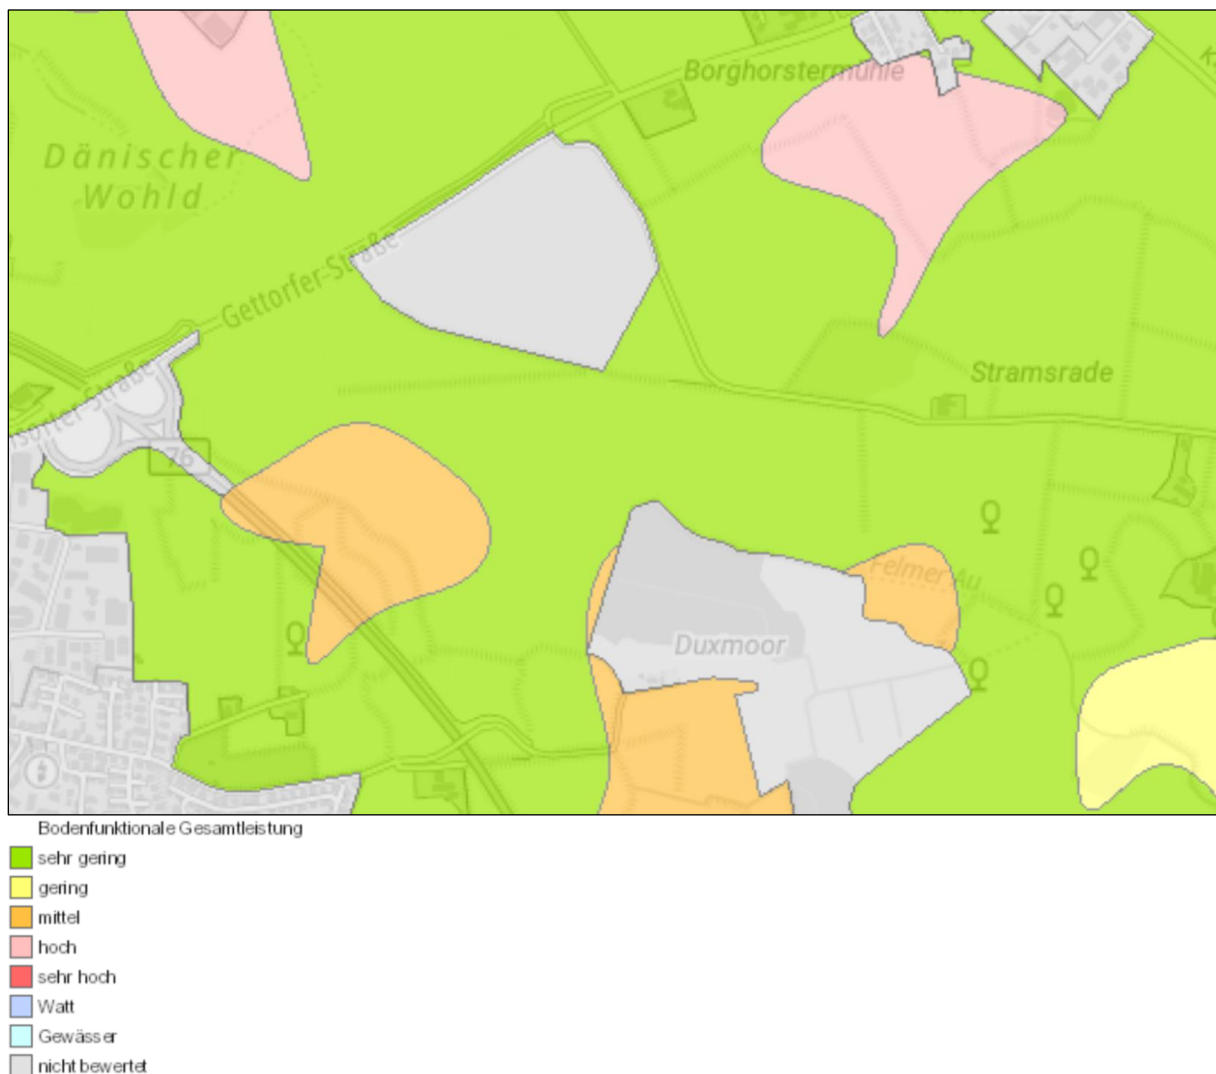 Borghorstermühle
Dänischer
Wohld
Gettorfer-Straße
Stramsrade
76
Felmer Au
Duxmoor
Bodenfunktionale Gesamtleistung
sehr gering
gering
mittel
hoch
sehr hoch
Watt
Gewässer
nicht bewertet